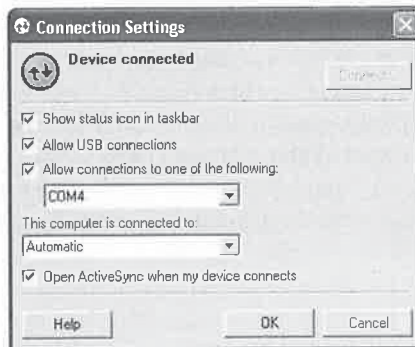 Connection Settings
Device connected
Connect...
Show status icon in taskbar
Allow USB connections
Allow connections to one of the following:
COM4
This computer is connected to:
Automatic
Open ActiveSync when my device connects
Help OK Cancel